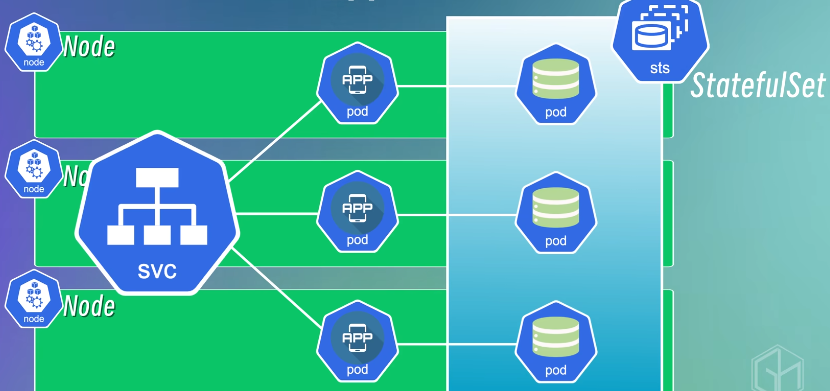 node
Node
APP
pod
pod
sts
StatefulSet
node
No
APP
pod
pod
svc
node
Node
APP
pod
pod